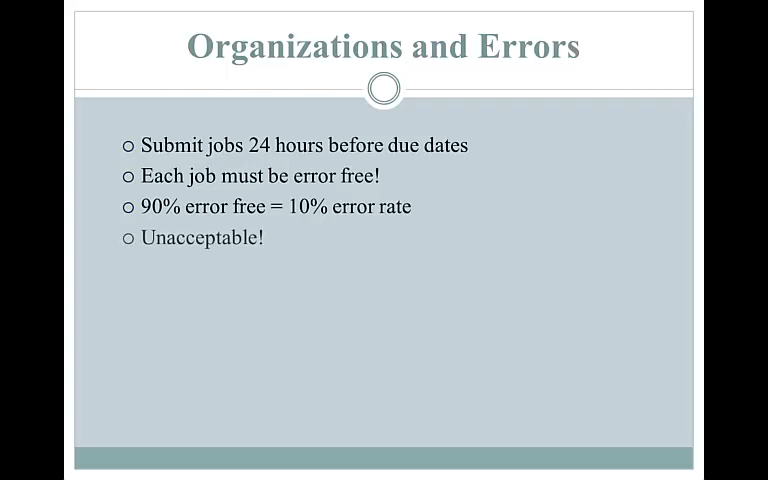 Organizations and Errors
Submit jobs 24 hours before due dates
Each job must be error free!
90% error free = 10% error rate
Unacceptable!